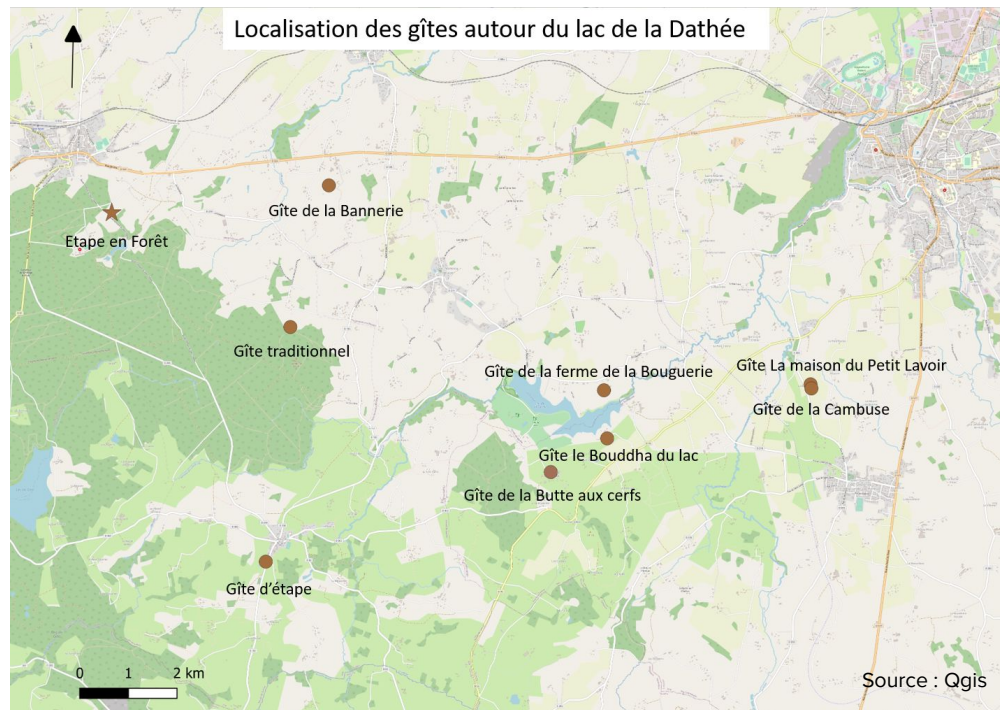 Localisation des gîtes autour du lac de la Dathée
Gîte de la Bannerie
Etape en Forêt
Gîte traditionnel
Gîte de la ferme de la Bouguerie
Gîte La maison du Petit Lavoir
Gîte de la Cambuse
Gîte le Bouddha du lac
Gîte de la Butte aux cerfs
Gîte d’étape
0 1 2 km
Source : Qgis